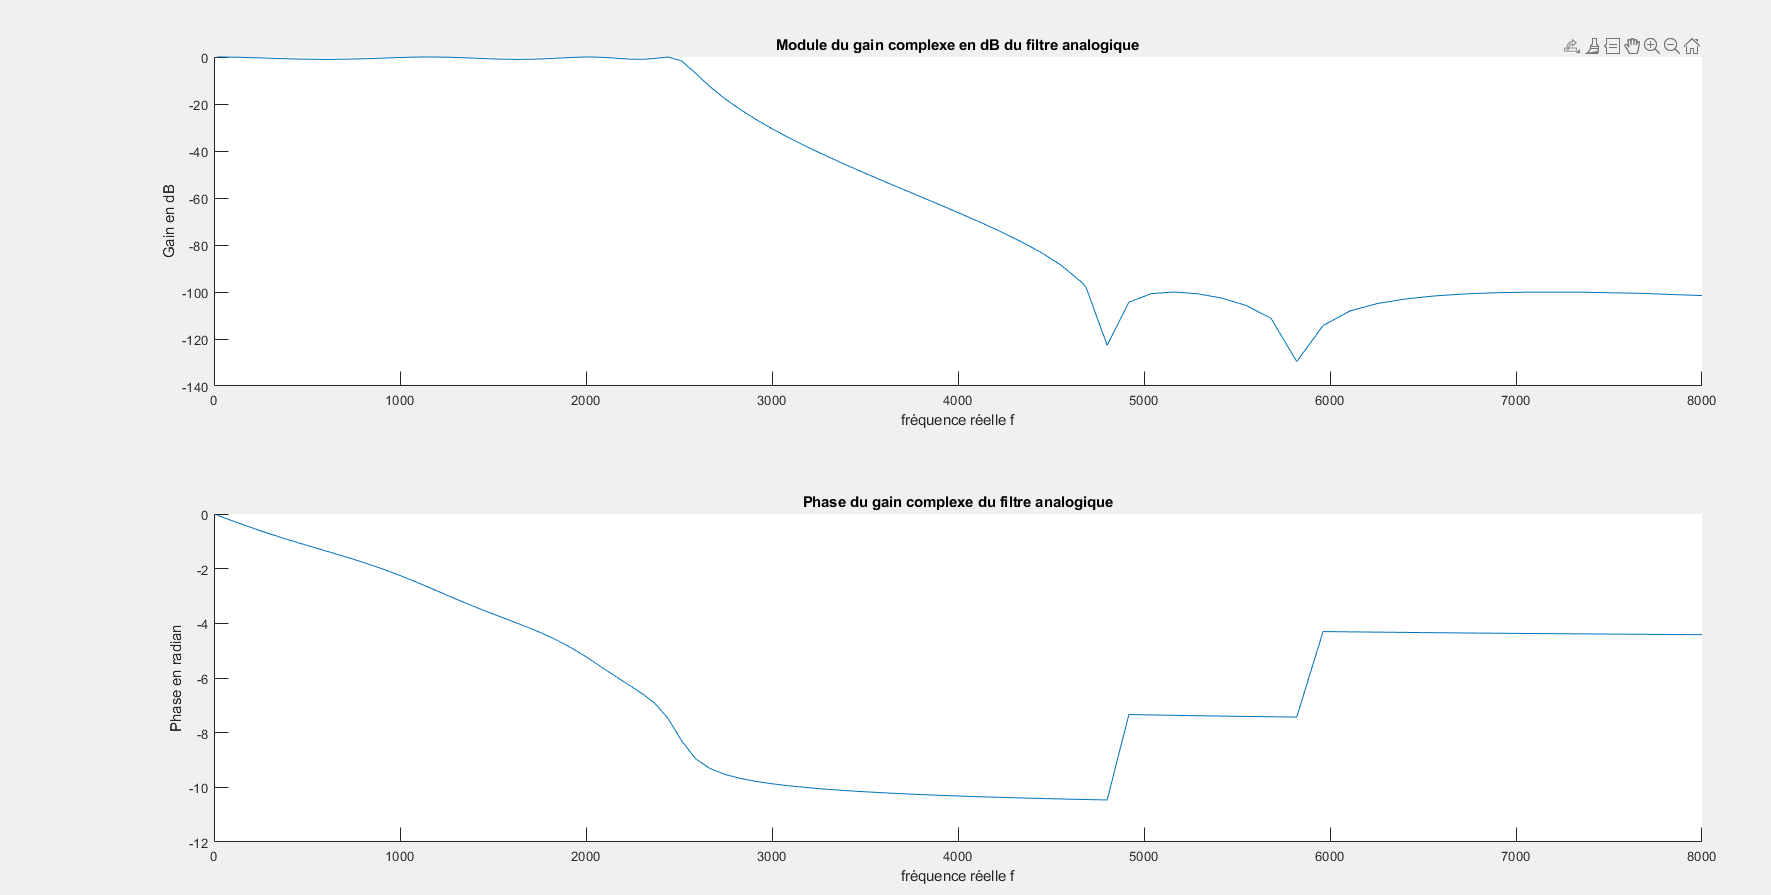 Module du gain complexe en dB du filtre analogique
0
-20
-40
-60
-80
-100
-120
-140
Gain en dB
0 1000 2000 3000 4000 5000 6000 7000 8000
fréquence réelle f
Phase du gain complexe du filtre analogique
0
-2
-4
-6
-8
-10
-12
Phase en radian
0 1000 2000 3000 4000 5000 6000 7000 8000
fréquence réelle f